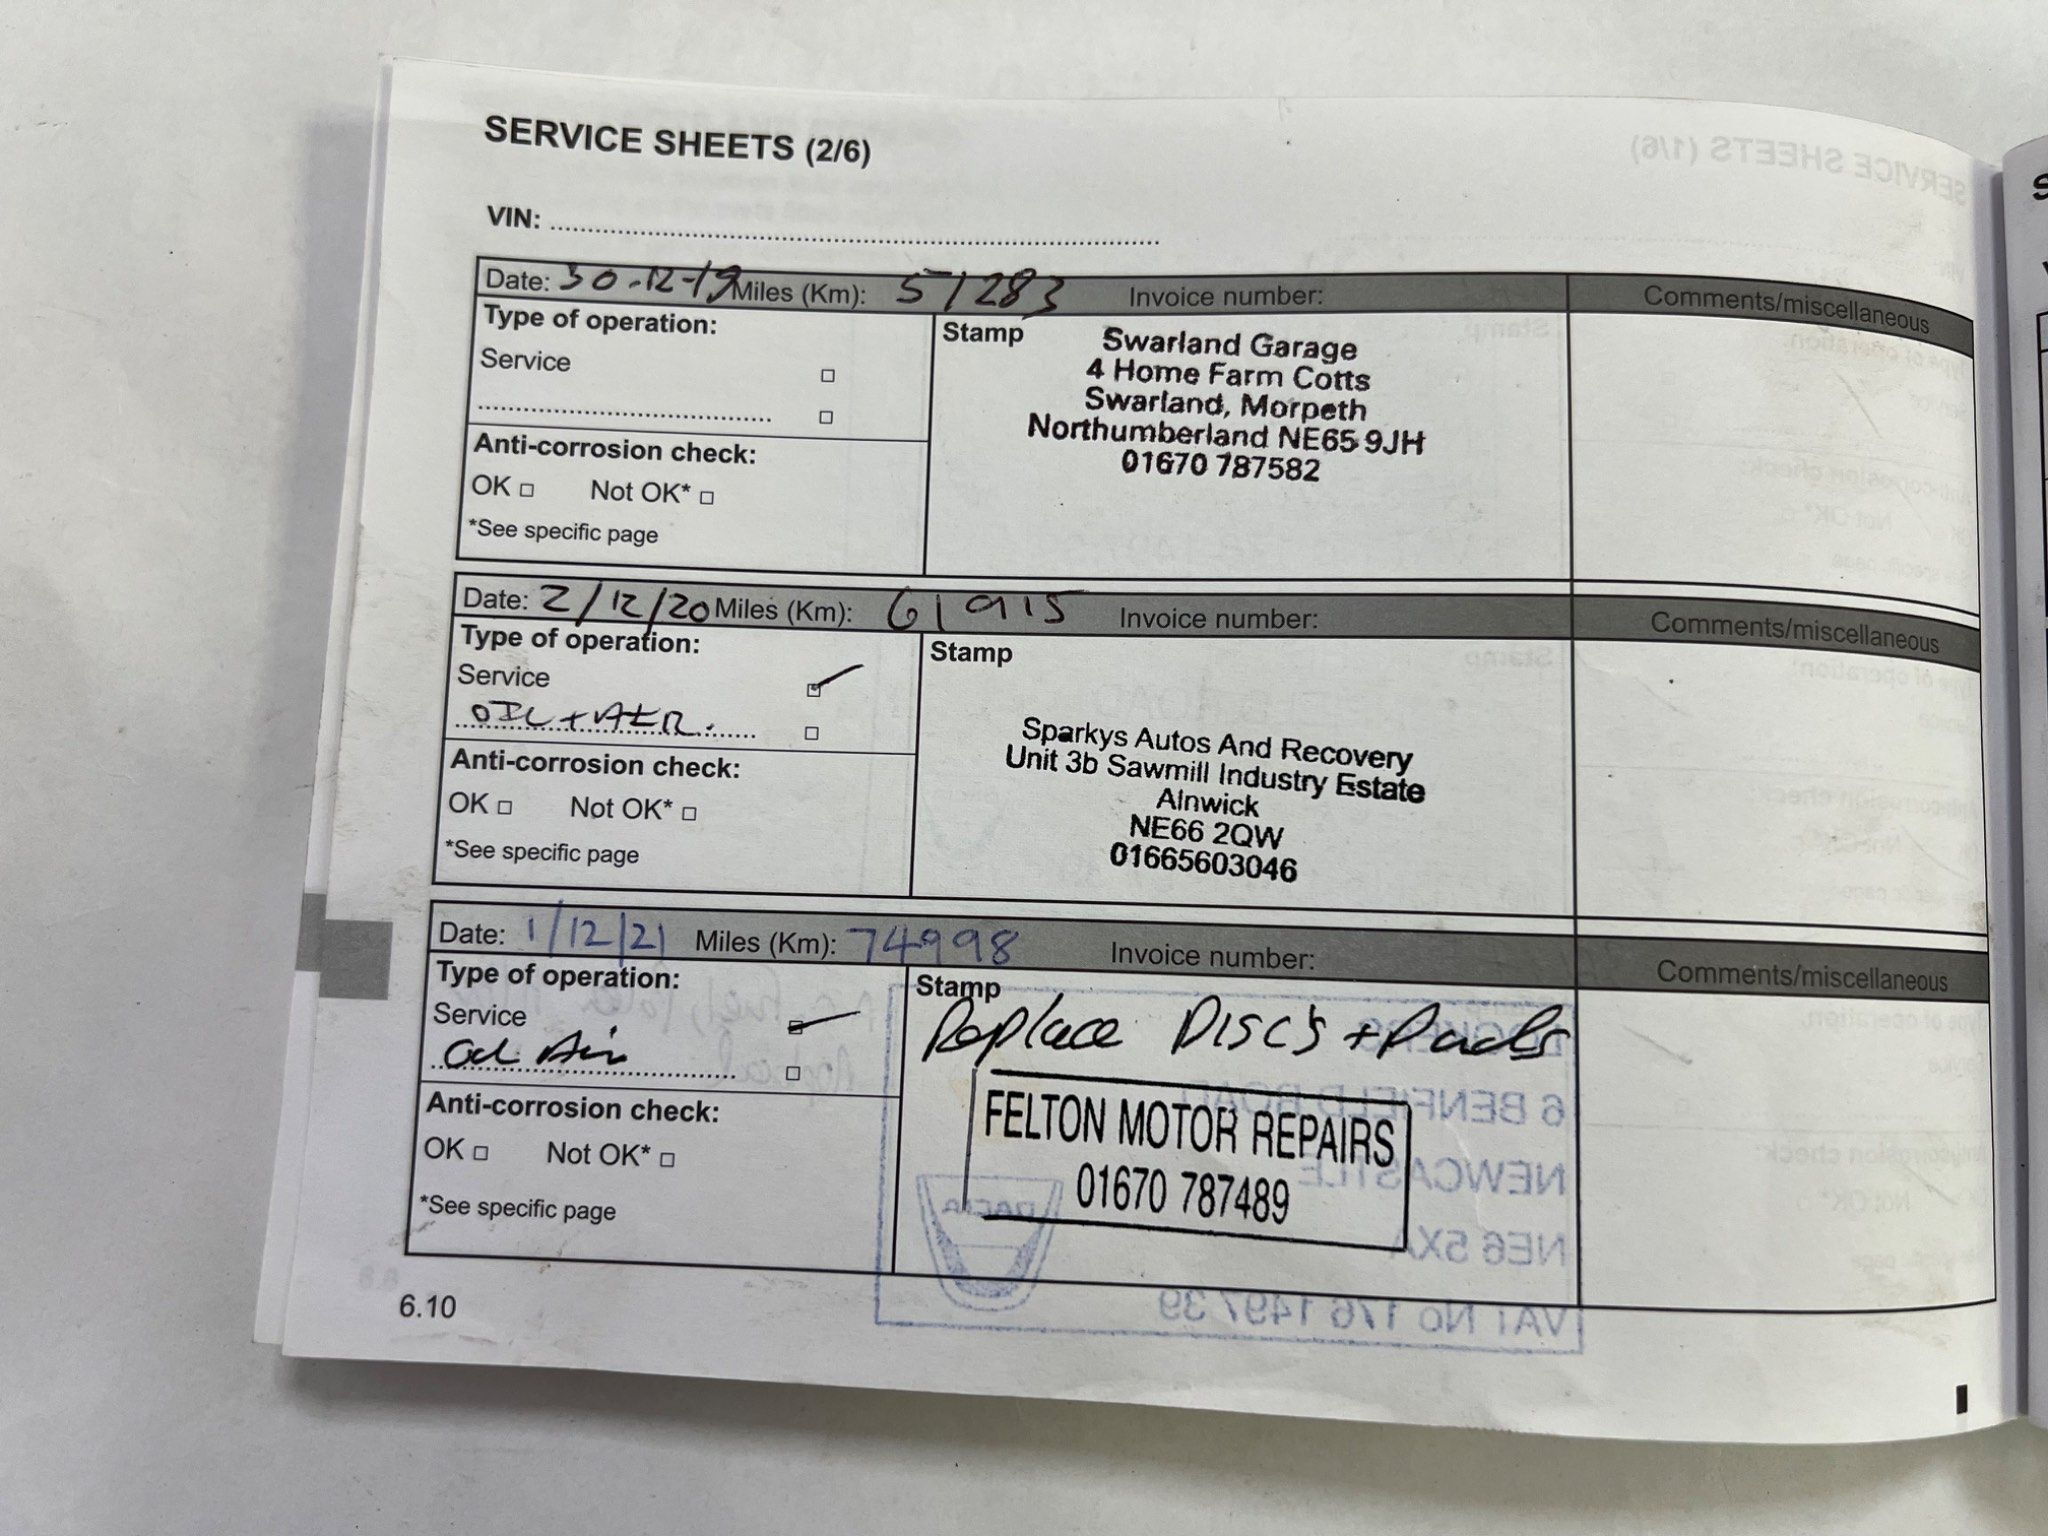 SERVICE SHEETS (2/6)
VIN:
Date: 30-12-19 Miles (Km): 51283 Invoice number: Comments/miscellaneous
Type of operation:
Service
Anti-corrosion check:
OK Not OK*
*See specific page
Stamp
Swarland Garage
4 Home Farm Cotts
Swarland, Morpeth
Northumberland NE65 9JH
01670 787582
Date: 2/12/20 Miles (Km): 61915 Invoice number: Comments/miscellaneous
Type of operation:
Service
OIL + AIR.
Anti-corrosion check:
OK Not OK*
*See specific page
Stamp
Sparkys Autos And Recovery
Unit 3b Sawmill Industry Estate
Alnwick
NE66 2QW
01665603046
Date: 1/12/21 Miles (Km): 74998 Invoice number: Comments/miscellaneous
Type of operation:
Service
Oil Air
Anti-corrosion check:
OK Not OK*
*See specific page
Stamp
Replace Disc's + Pads
FELTON MOTOR REPAIRS
01670 787489
6.10